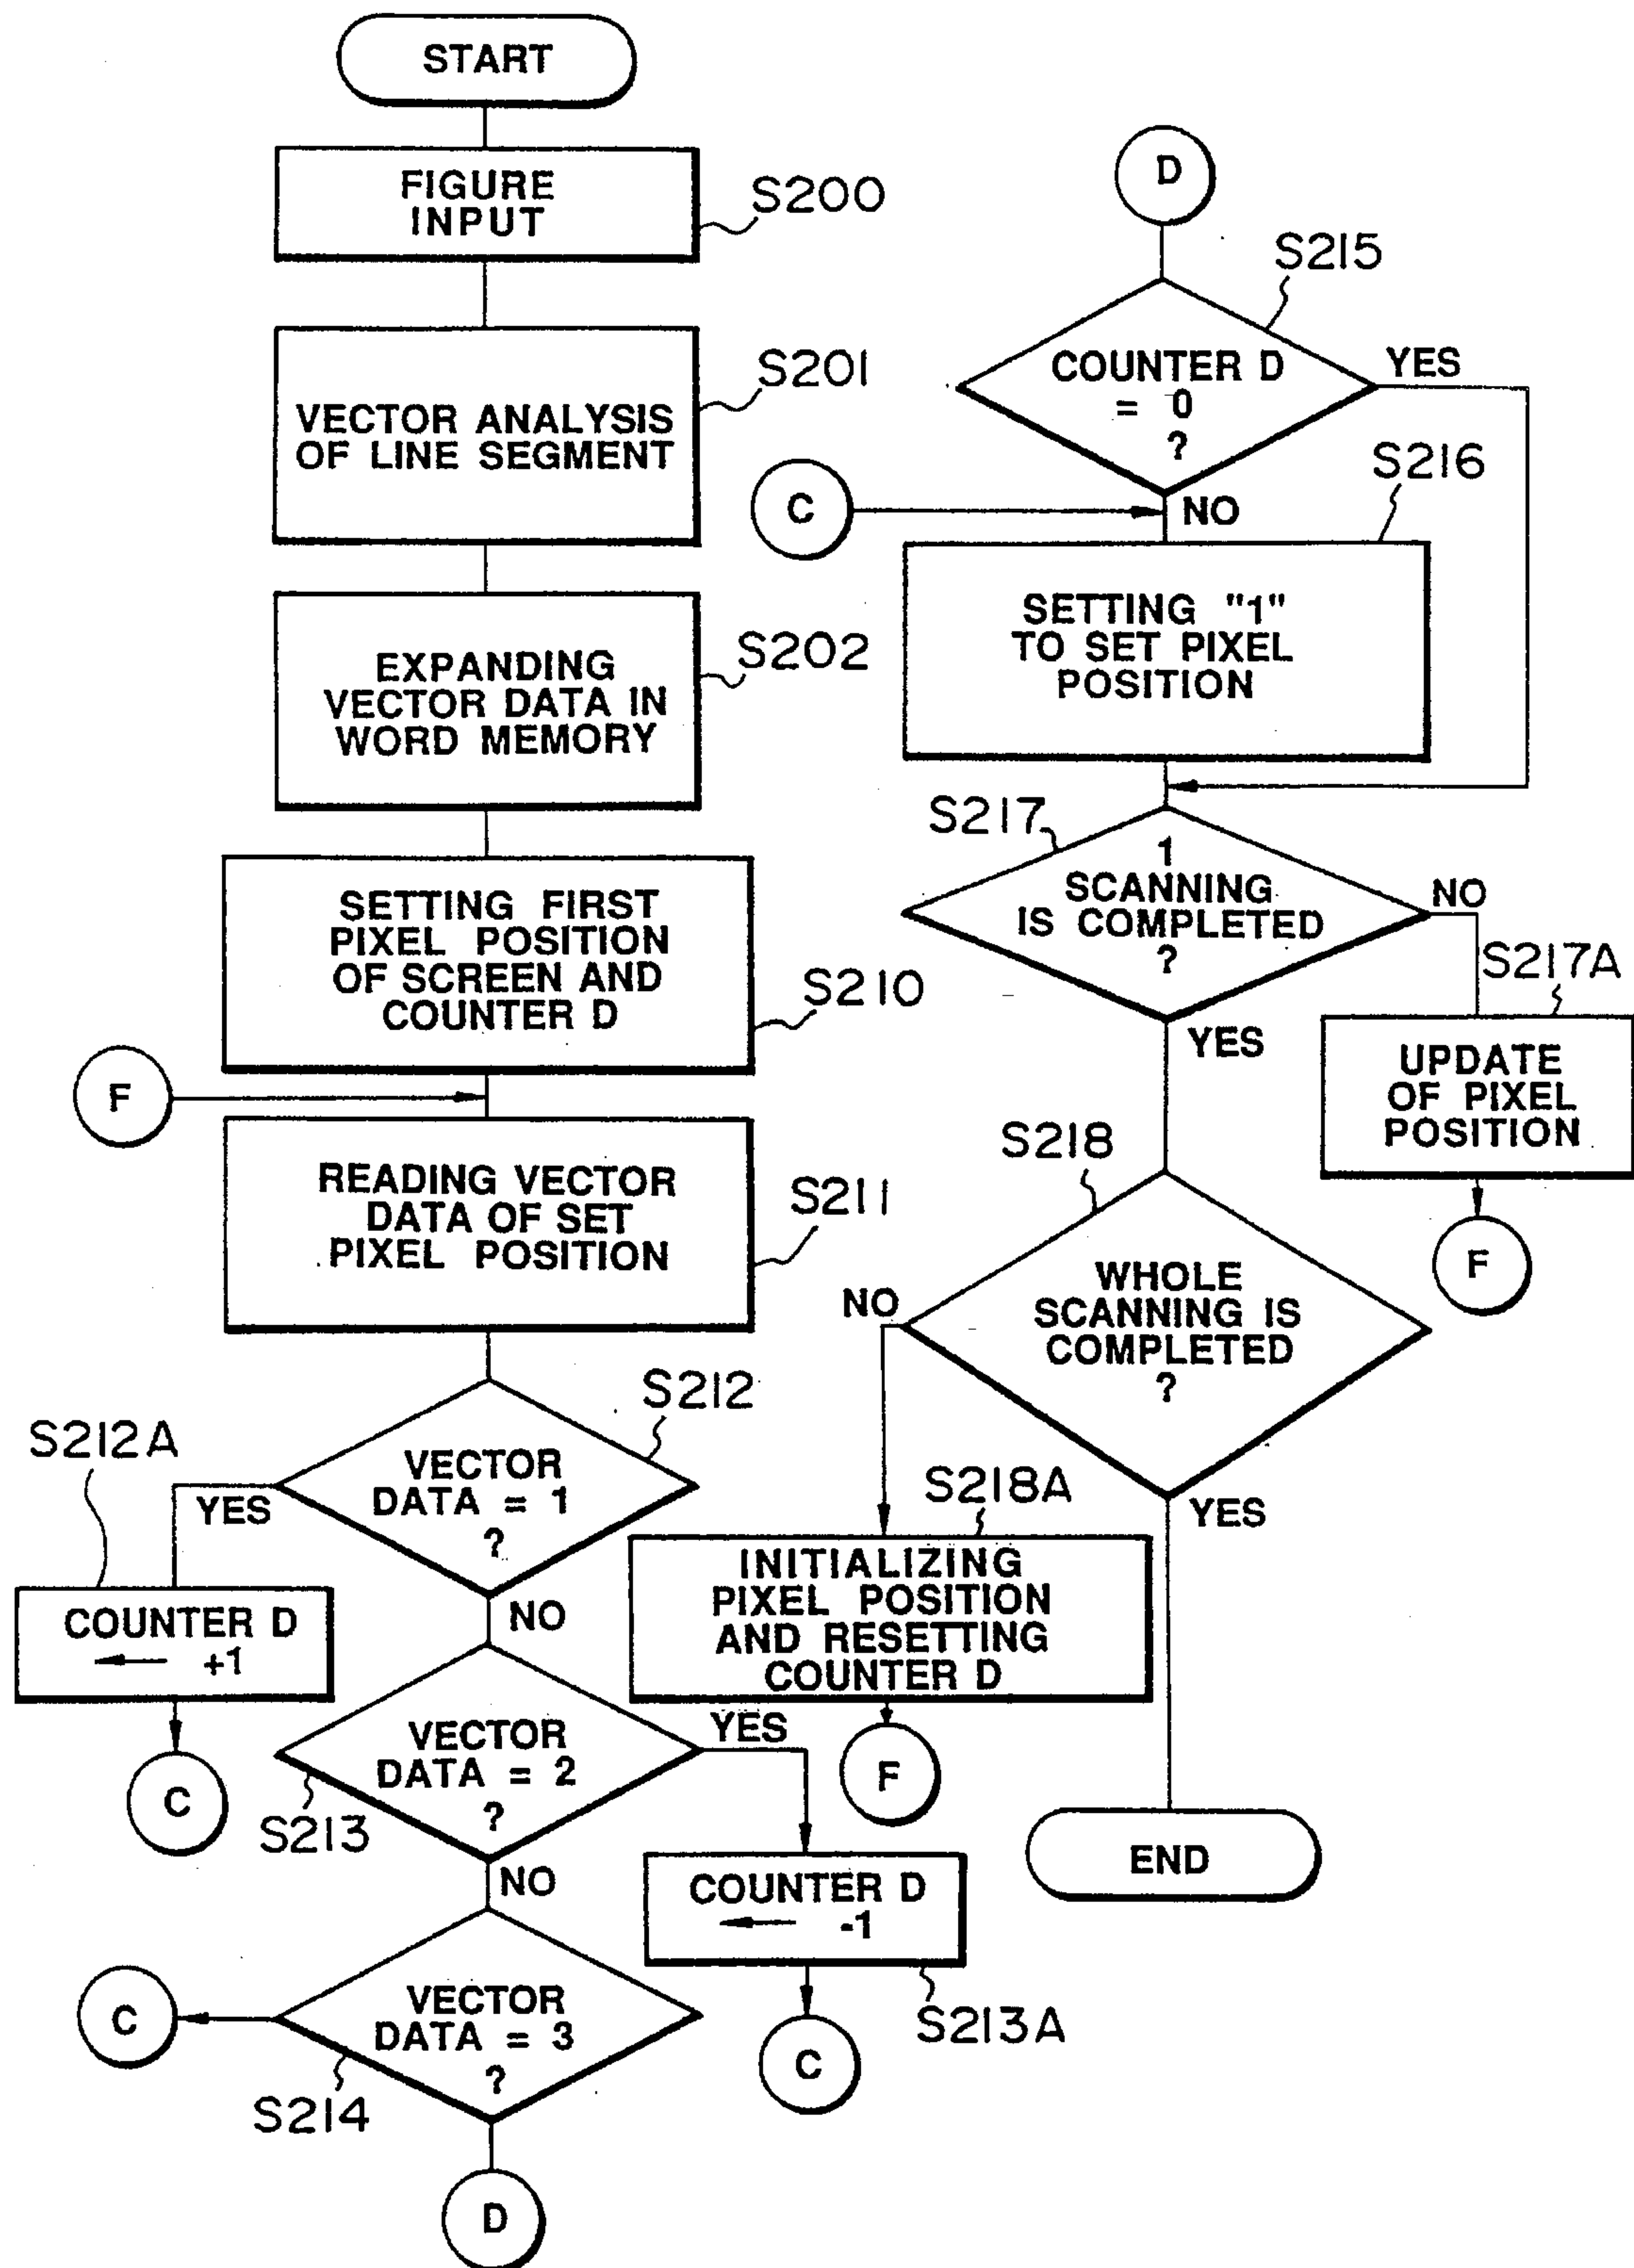 START
FIGURE
INPUT
S200
VECTOR ANALYSIS
OF LINE SEGMENT
S201
EXPANDING
VECTOR DATA IN
WORD MEMORY
S202
SETTING FIRST
PIXEL POSITION
OF SCREEN AND
COUNTER D
S210
F
READING VECTOR
DATA OF SET
PIXEL POSITION
S211
S212
VECTOR
DATA = 1
?
S212A
YES
NO
COUNTER D
← +1
C
VECTOR
DATA = 2
?
S213
YES
NO
COUNTER D
← -1
S213A
C
VECTOR
DATA = 3
?
S214
C
D
D
S215
COUNTER D
= 0
?
YES
NO
C
S216
SETTING "1"
TO SET PIXEL
POSITION
S217
1
SCANNING
IS COMPLETED
?
NO
YES
S217A
UPDATE
OF PIXEL
POSITION
F
S218
WHOLE
SCANNING IS
COMPLETED
?
NO
YES
S218A
INITIALIZING
PIXEL POSITION
AND RESETTING
COUNTER D
F
END